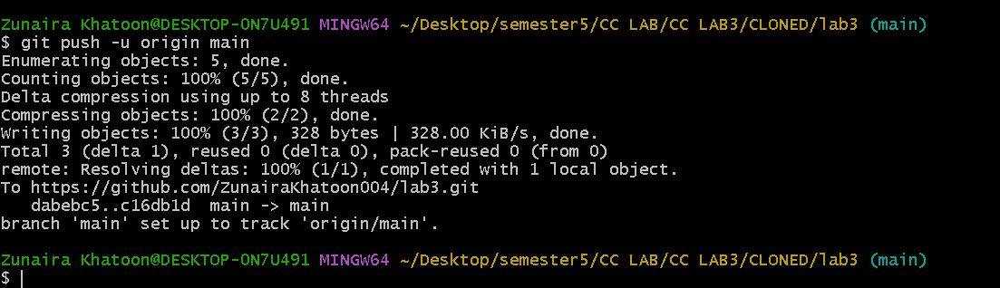 Zunaira Khatoon@DESKTOP-ON7U491 MINGW64 ~/Desktop/semester5/CC LAB/CC LAB3/CLONED/lab3 (main)
$ git push -u origin main
Enumerating objects: 5, done.
Counting objects: 100% (5/5), done.
Delta compression using up to 8 threads
Compressing objects: 100% (2/2), done.
Writing objects: 100% (3/3), 328 bytes | 328.00 KiB/s, done.
Total 3 (delta 1), reused 0 (delta 0), pack-reused 0 (from 0)
remote: Resolving deltas: 100% (1/1), completed with 1 local object.
To https://github.com/ZunairaKhatoon004/lab3.git
   dabebc5..c16db1d  main -> main
branch 'main' set up to track 'origin/main'.
Zunaira Khatoon@DESKTOP-ON7U491 MINGW64 ~/Desktop/semester5/CC LAB/CC LAB3/CLONED/lab3 (main)
$